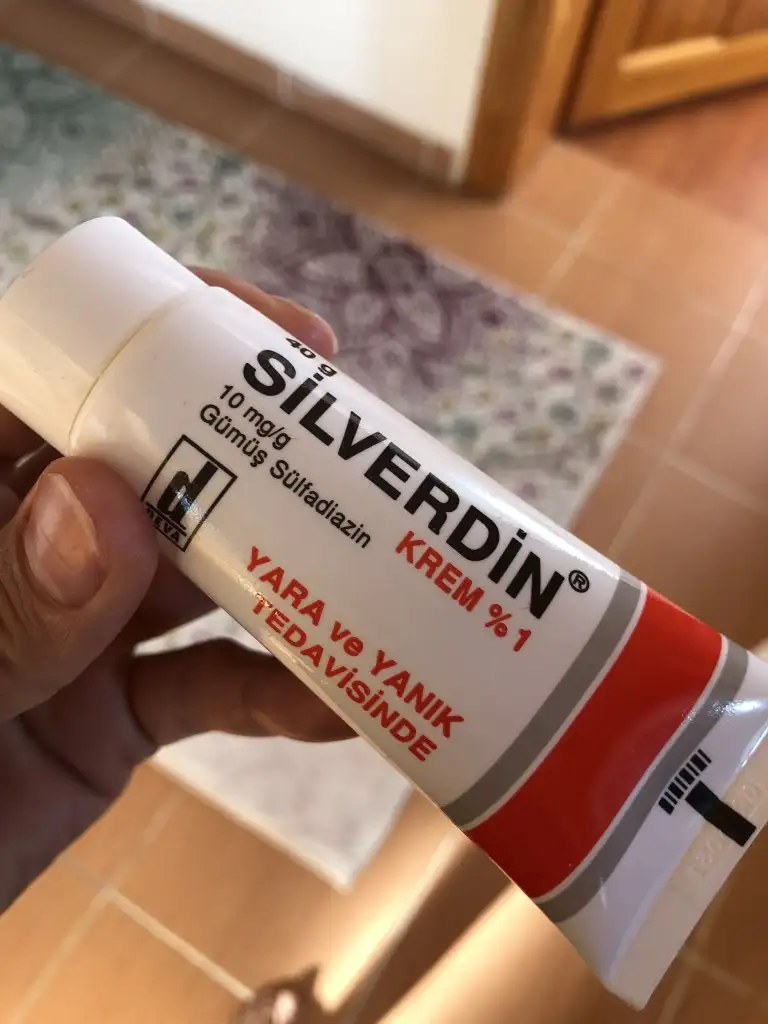 40 g
SİLVERDİN®
10 mg/g
Gümüş Sülfadiazin
KREM %1
DEVA
YARA ve YANIK
TEDAVİSİNDE